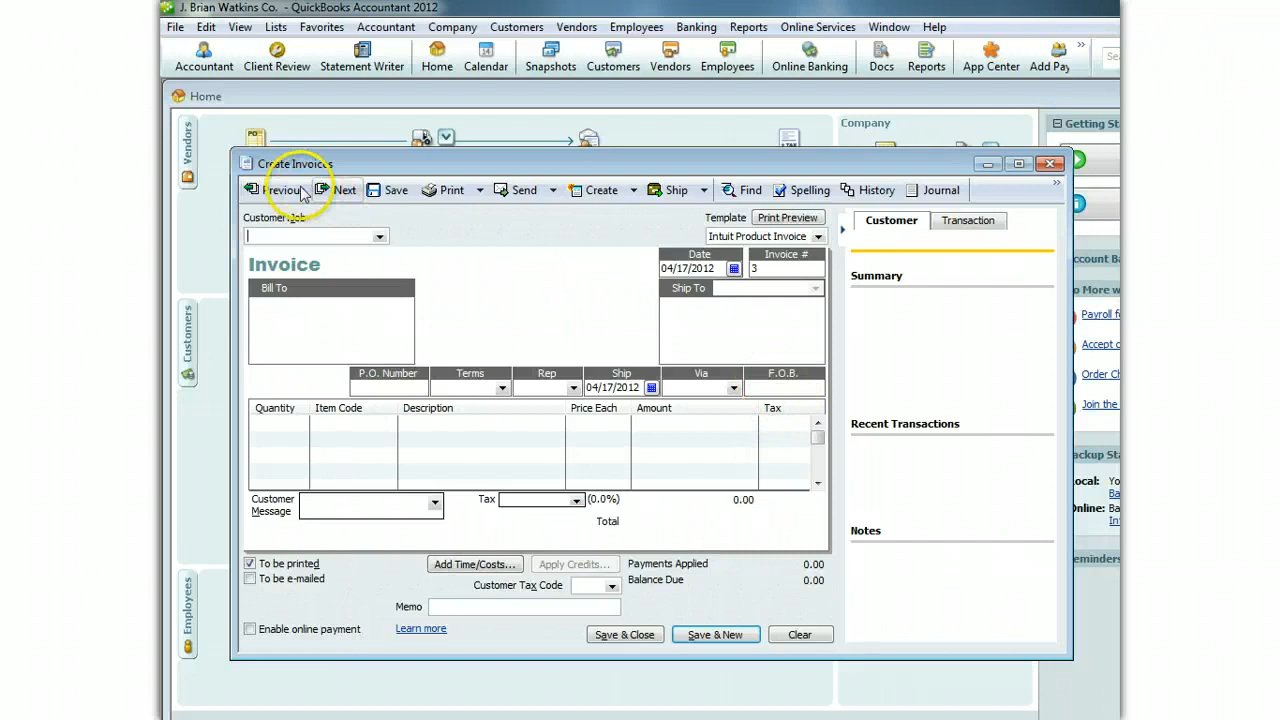 J. Brian Watkins Co. - QuickBooks Accountant 2012
File Edit View Lists Favorites Accountant Company Customers Vendors Employees Banking Reports Online Services Window Help
Accountant Client Review Statement Writer Home Calendar Snapshots Customers Vendors Employees Online Banking Docs Reports App Center Add Pay
Home
Vendors
Customers
Employees
Company
Getting St
Create Invoices
Previous Next Save Print Send Create Ship Find Spelling History Journal
Customer:Job
Template Print Preview
Intuit Product Invoice
Customer Transaction
Invoice
Date Invoice #
04/17/2012 3
Bill To
Ship To
P.O. Number Terms Rep Ship Via F.O.B.
04/17/2012
Quantity Item Code Description Price Each Amount Tax
Customer Message
Tax (0.0%) 0.00
Total
To be printed
To be e-mailed
Add Time/Costs... Apply Credits...
Payments Applied 0.00
Customer Tax Code
Balance Due 0.00
Memo
Enable online payment
Learn more
Save & Close Save & New Clear
Summary
Recent Transactions
Notes
ccount Ba
o More w
Payroll f
Accept c
Order C
Join the
ackup Sta
ocal: Yo
Ba
Online: Ba
Int
eminders